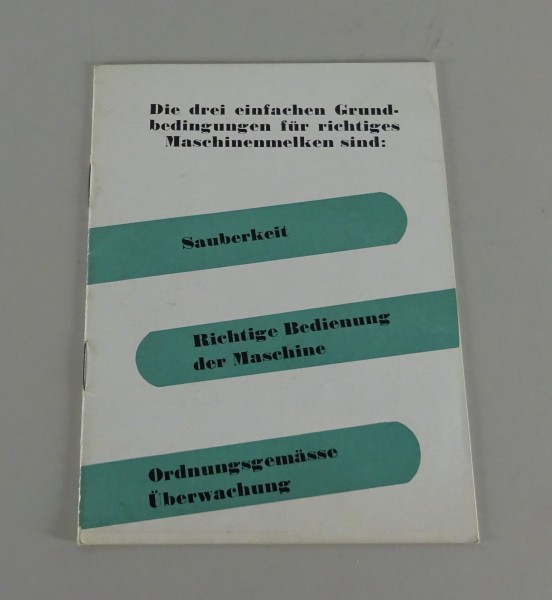 Die drei einfachen Grund-
bedingungen für richtiges
Maschinenmelken sind:
Sauberkeit
Richtige Bedienung
der Maschine
Ordnungsgemässe
Überwachung